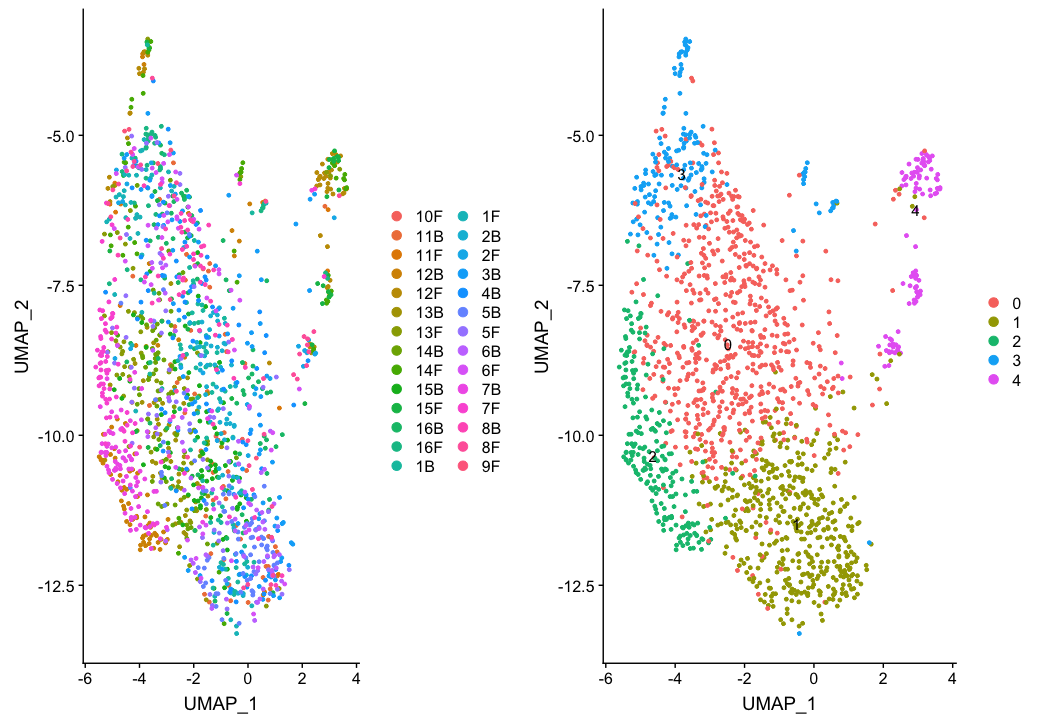 -5.0
-7.5
-10.0
-12.5
UMAP_2
-6 -4 -2 0 2 4
UMAP_1
10F 1F
11B 2B
11F 2F
12B 3B
12F 4B
13B 5B
13F 5F
14B 6B
14F 6F
15B 7B
15F 7F
16B 8B
16F 8F
1B 9F
-5.0
-7.5
-10.0
-12.5
UMAP_2
3
4
0
2
1
-6 -4 -2 0 2 4
UMAP_1
0
1
2
3
4